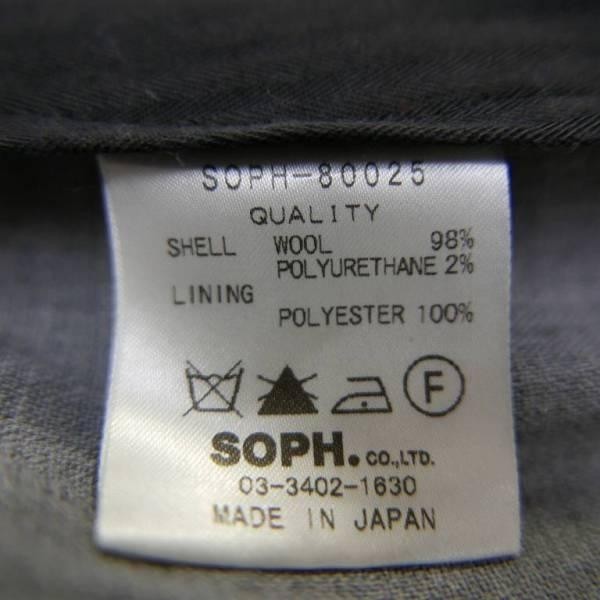 SOPH-80025
QUALITY
SHELL WOOL 98%
POLYURETHANE 2%
LINING
POLYESTER 100%
F
SOPH. CO.,LTD.
03-3402-1630
MADE IN JAPAN